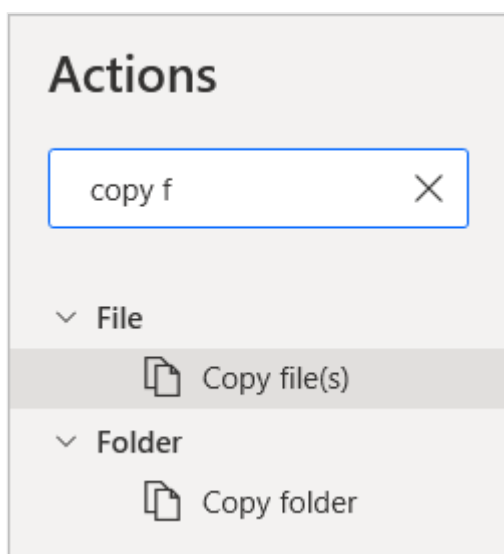 Actions
copy f
File
Copy file(s)
Folder
Copy folder